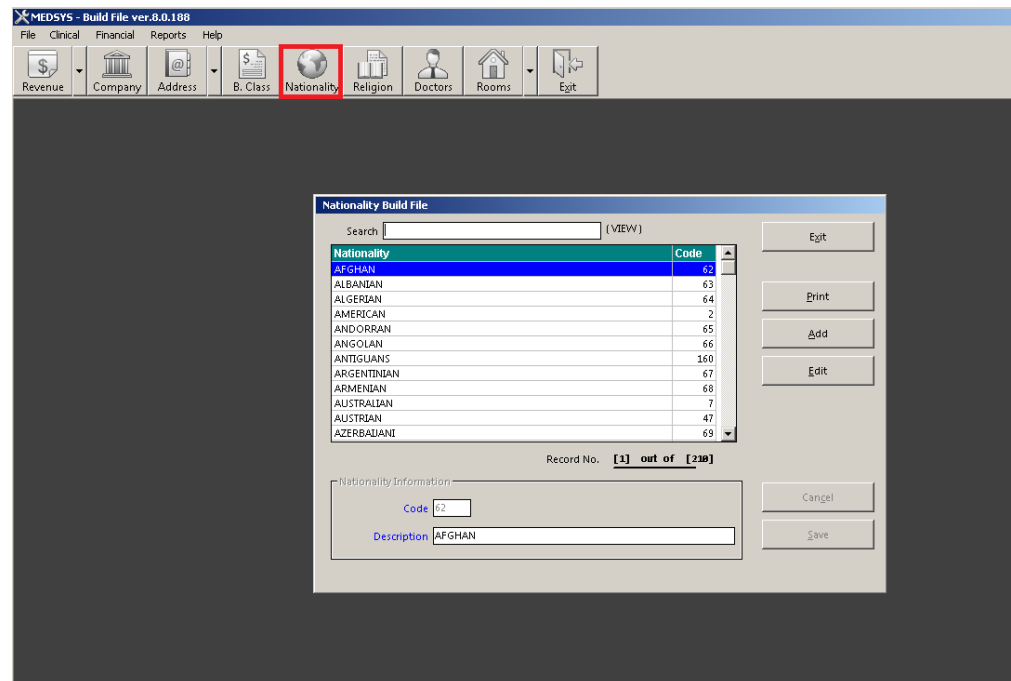 MEDSYS - Build File ver.8.0.188
File Clinical Financial Reports Help
Revenue Company Address B. Class Nationality Religion Doctors Rooms Exit
Nationality Build File
Search (VIEW) Exit
Nationality Code
AFGHAN 62
ALBANIAN 63
ALGERIAN 64 Print
AMERICAN 2
ANDORRAN 65 Add
ANGOLAN 66
ANTIGUANS 160
ARGENTINIAN 67 Edit
ARMENIAN 68
AUSTRALIAN 7
AUSTRIAN 47
AZERBAIJANI 69
Record No. [1] out of
Nationality Information
Cancel
Code 62
Description AFGHAN Save